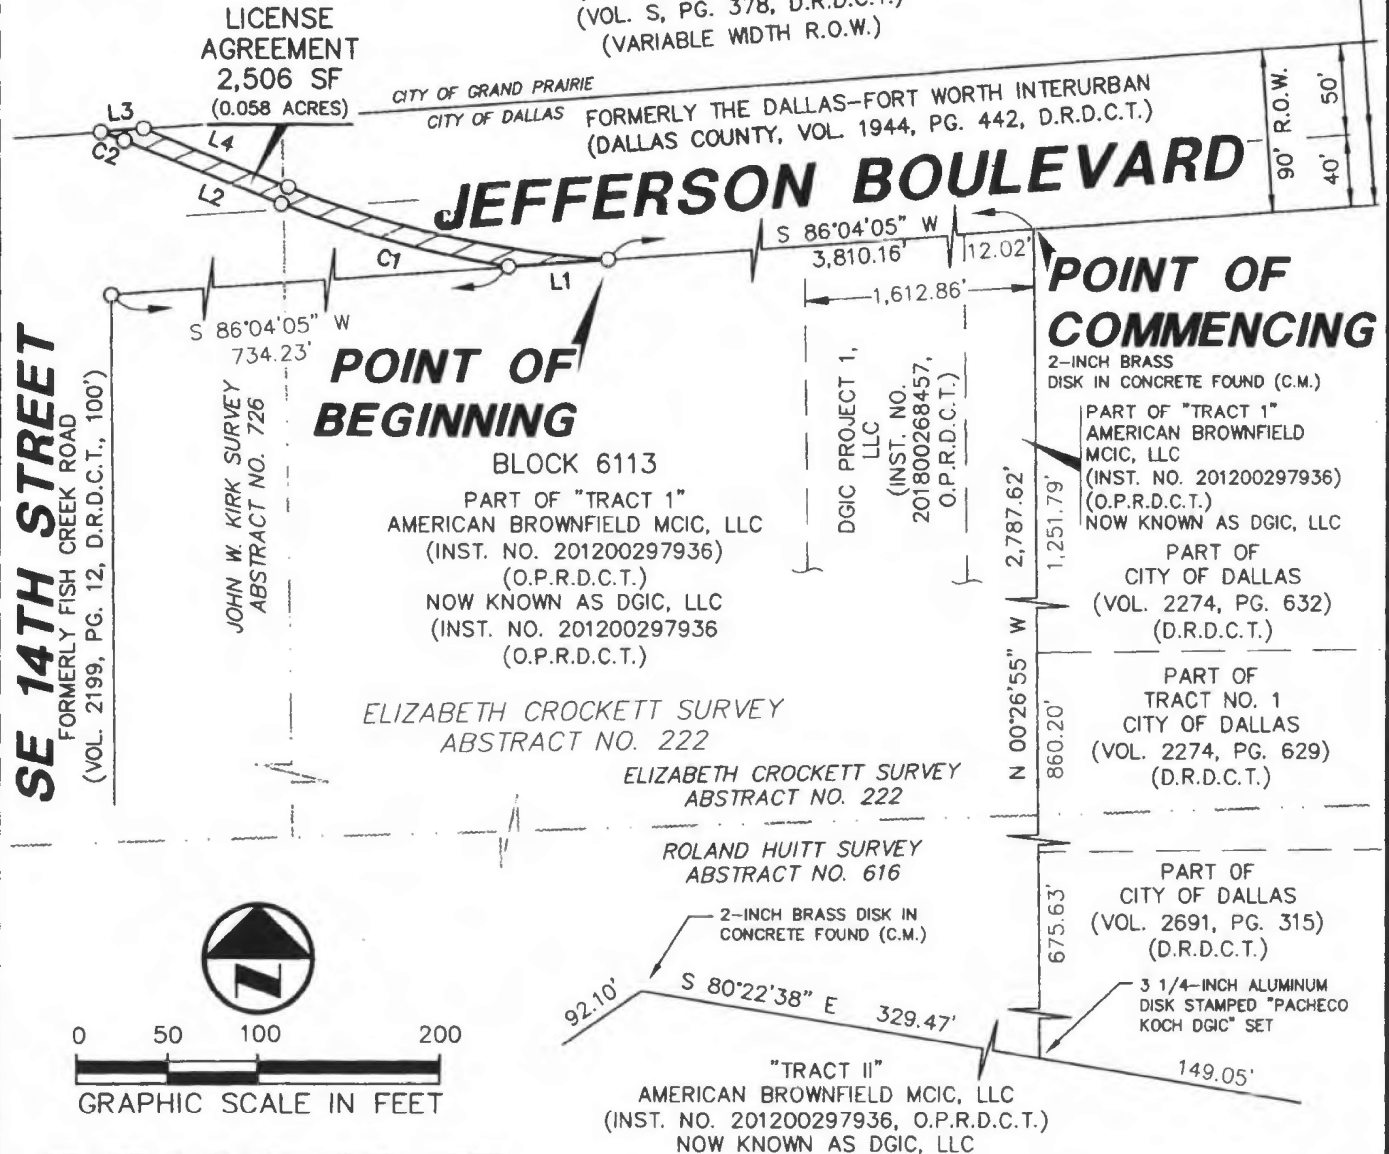 (VOL. S, PG. 378, D.R.D.C.T.)
(VARIABLE WIDTH R.O.W.)
LICENSE
AGREEMENT
2,506 SF
(0.058 ACRES)
CITY OF GRAND PRAIRIE
CITY OF DALLAS
FORMERLY THE DALLAS-FORT WORTH INTERURBAN
(DALLAS COUNTY, VOL. 1944, PG. 442, D.R.D.C.T.)
JEFFERSON BOULEVARD
90' R.O.W.
50'
40'
L3
C2
L4
L2
C1
L1
S 86°04'05" W
3,810.16'
12.02'
1,612.86'
S 86°04'05" W
734.23'
POINT OF
BEGINNING
POINT OF
COMMENCING
2-INCH BRASS
DISK IN CONCRETE FOUND (C.M.)
SE 14TH STREET
FORMERLY FISH CREEK ROAD
(VOL. 2199, PG. 12, D.R.D.C.T., 100')
JOHN W. KIRK SURVEY
ABSTRACT NO. 726
BLOCK 6113
PART OF "TRACT 1"
AMERICAN BROWNFIELD MCIC, LLC
(INST. NO. 201200297936)
(O.P.R.D.C.T.)
NOW KNOWN AS DGIC, LLC
(INST. NO. 201200297936
(O.P.R.D.C.T.)
DGIC PROJECT 1,
LLC
(INST. NO.
201800268457,
O.P.R.D.C.T.)
N 00°26'55" W 2,787.62'
1,251.79'
860.20'
675.63'
PART OF "TRACT 1"
AMERICAN BROWNFIELD
MCIC, LLC
(INST. NO. 201200297936)
(O.P.R.D.C.T.)
NOW KNOWN AS DGIC, LLC
PART OF
CITY OF DALLAS
(VOL. 2274, PG. 632)
(D.R.D.C.T.)
PART OF
TRACT NO. 1
CITY OF DALLAS
(VOL. 2274, PG. 629)
(D.R.D.C.T.)
ELIZABETH CROCKETT SURVEY
ABSTRACT NO. 222
ELIZABETH CROCKETT SURVEY
ABSTRACT NO. 222
ROLAND HUITT SURVEY
ABSTRACT NO. 616
PART OF
CITY OF DALLAS
(VOL. 2691, PG. 315)
(D.R.D.C.T.)
2-INCH BRASS DISK IN
CONCRETE FOUND (C.M.)
3 1/4-INCH ALUMINUM
DISK STAMPED "PACHECO
KOCH DGIC" SET
92.10'
S 80°22'38" E 329.47'
149.05'
"TRACT II"
AMERICAN BROWNFIELD MCIC, LLC
(INST. NO. 201200297936, O.P.R.D.C.T.)
NOW KNOWN AS DGIC, LLC
N
0 50 100 200
GRAPHIC SCALE IN FEET